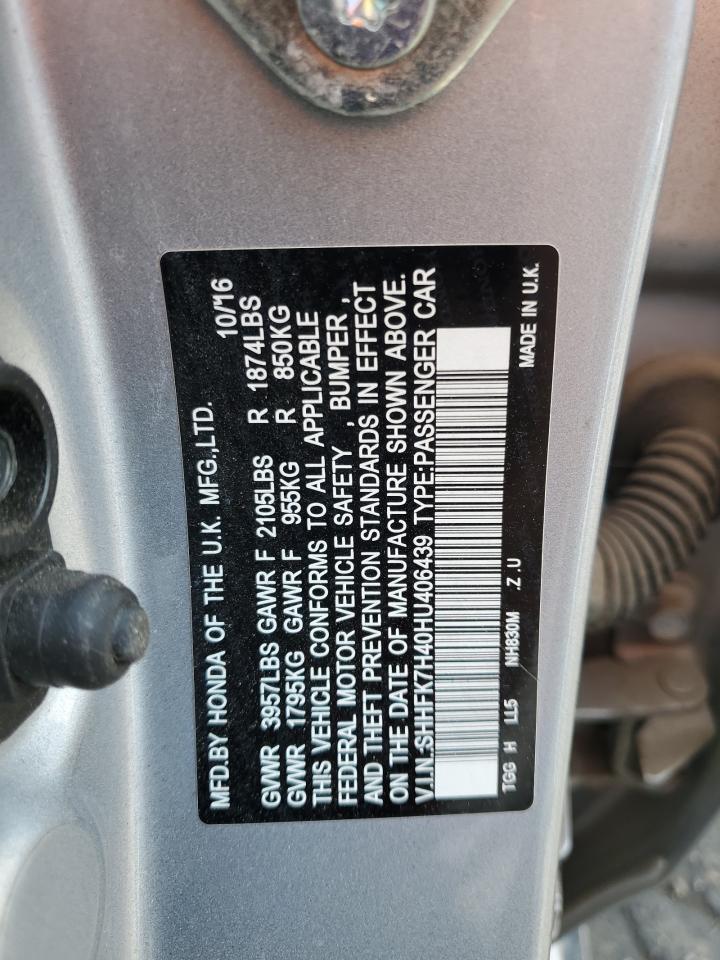 MFD.BY HONDA OF THE U.K. MFG.,LTD. 10/16
GVWR 3957LBS GAWR F 2105LBS R 1874LBS
GVWR 1795KG GAWR F 955KG R 850KG
THIS VEHICLE CONFORMS TO ALL APPLICABLE
FEDERAL MOTOR VEHICLE SAFETY , BUMPER ,
AND THEFT PREVENTION STANDARDS IN EFFECT
ON THE DATE OF MANUFACTURE SHOWN ABOVE.
V.I.N.:SHHFK7H40HU406439 TYPE:PASSENGER CAR
TGG H LL5 NH830M .Z .U MADE IN U.K.